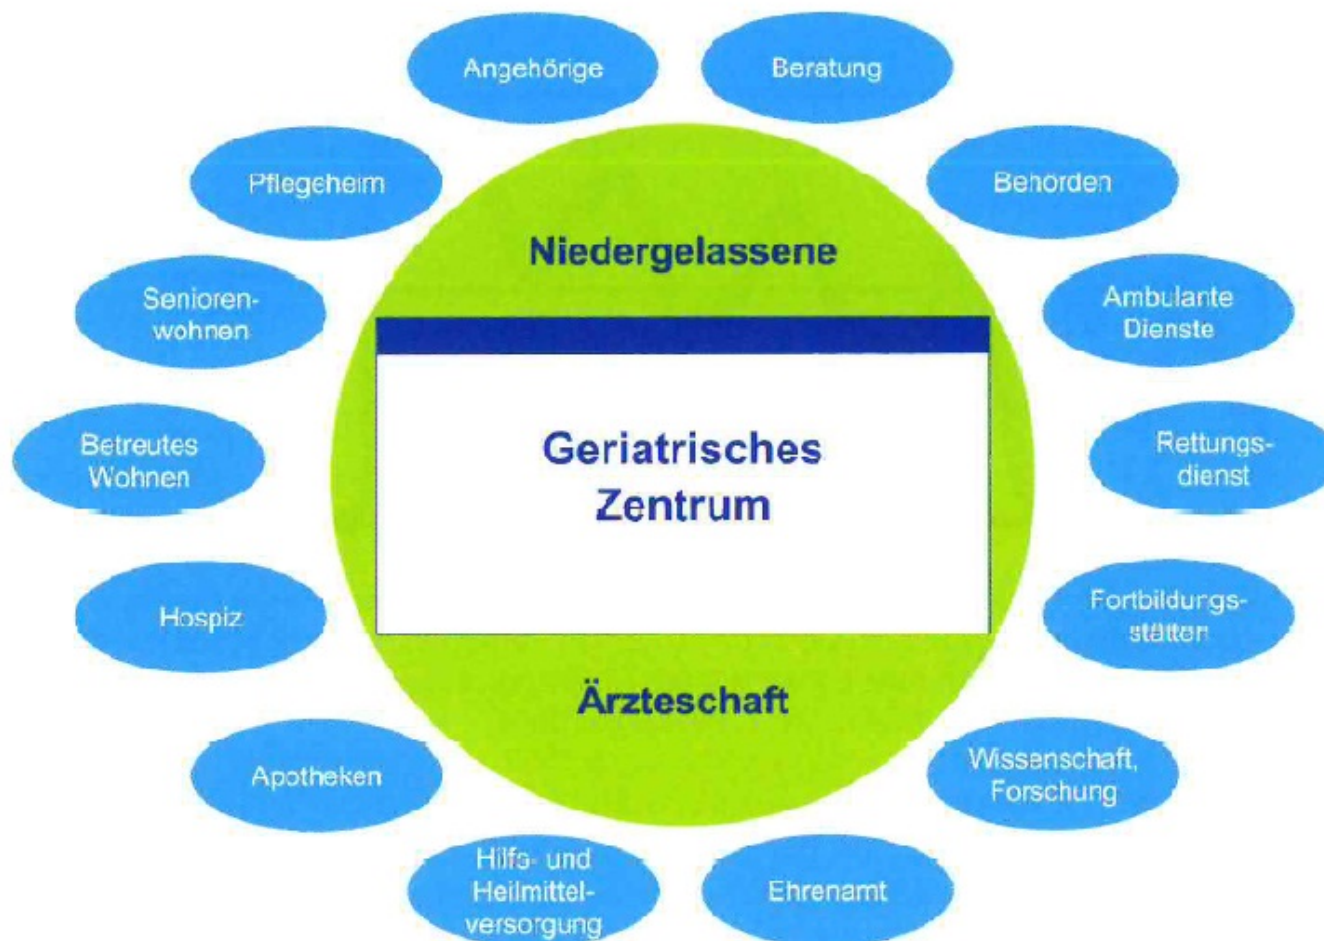 Angehörige
Beratung
Pflegeheim
Behörden
Niedergelassene
Senioren-
wohnen
Ambulante
Dienste
Betreutes
Wohnen
Geriatrisches
Zentrum
Rettungs-
dienst
Hospiz
Fortbildungs-
stätten
Ärzteschaft
Apotheken
Wissenschaft,
Forschung
Hilfs- und
Heilmittel-
versorgung
Ehrenamt